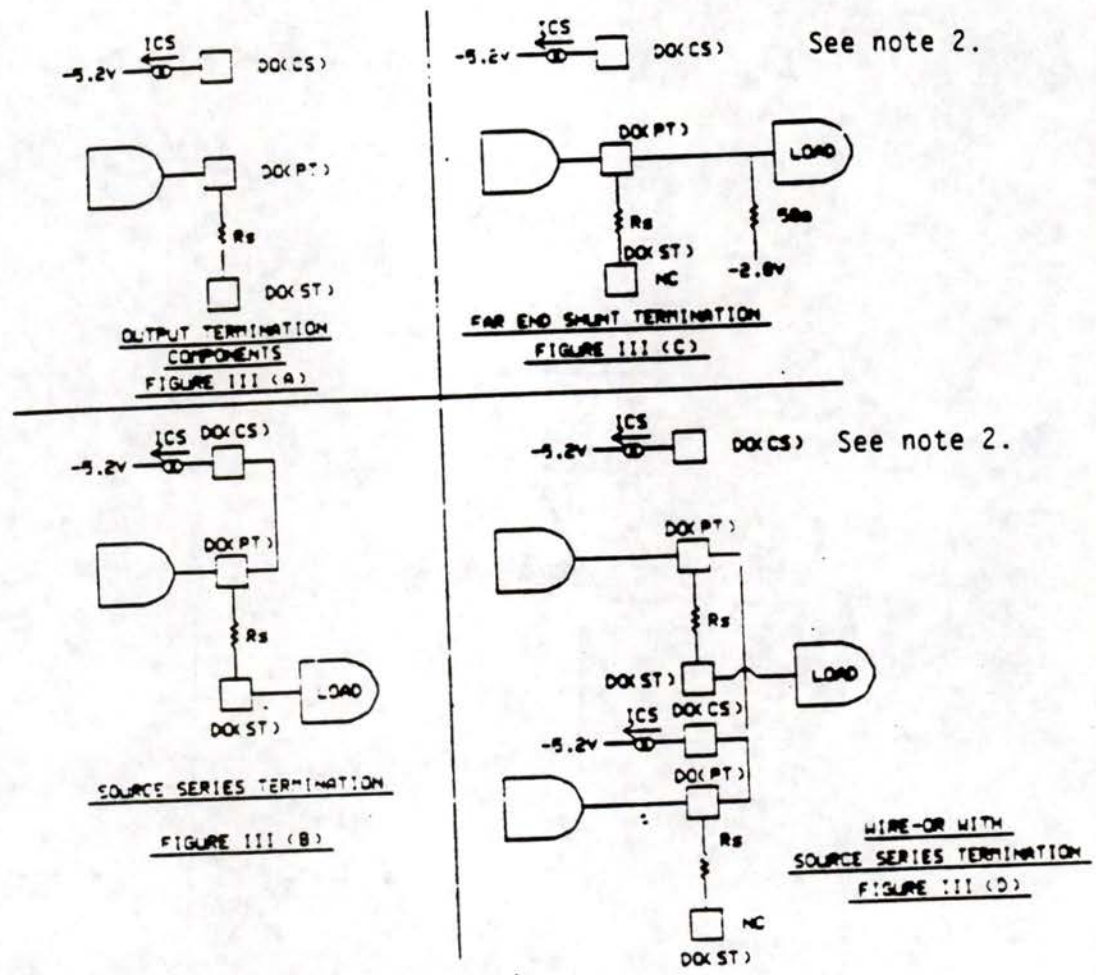 ICS
-5.2V
DO(CS)
DO(PT)
Rs
DO(ST)
OUTPUT TERMINATION
COMPONENTS
FIGURE III (A)
ICS
-5.2V
DO(CS)
See note 2.
DO(PT)
LOAD
Rs
50Ω
DO(ST)
NC
-2.0V
FAR END SHUNT TERMINATION
FIGURE III (C)
ICS
DO(CS)
-5.2V
DO(PT)
Rs
LOAD
DO(ST)
SOURCE SERIES TERMINATION
FIGURE III (B)
ICS
-5.2V
DO(CS)
See note 2.
DO(PT)
Rs
DO(ST)
LOAD
ICS
DO(CS)
-5.2V
DO(PT)
Rs
NC
DO(ST)
WIRE-OR WITH
SOURCE SERIES TERMINATION
FIGURE III (D)